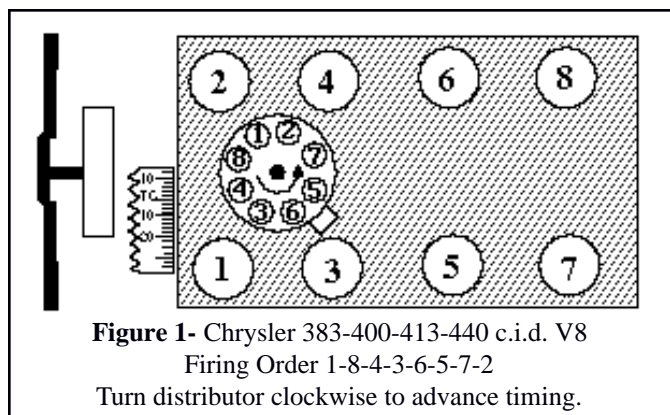 2 4 6 8
1 2
8 7
4 5
3 6
10
TC
10
20
1 3 5 7
Figure 1- Chrysler 383-400-413-440 c.i.d. V8
Firing Order 1-8-4-3-6-5-7-2
Turn distributor clockwise to advance timing.